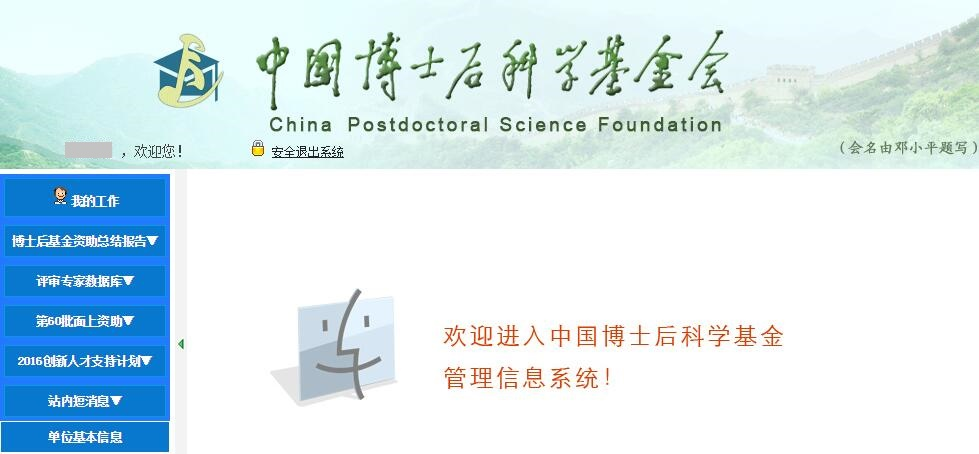 中国博士后科学基金会
China Postdoctoral Science Foundation
，欢迎您！
安全退出系统
（会名由邓小平题写）
我的工作
博士后基金资助总结报告▼
评审专家数据库▼
第60批面上资助▼
2016创新人才支持计划▼
站内短消息▼
单位基本信息
欢迎进入中国博士后科学基金
管理信息系统！